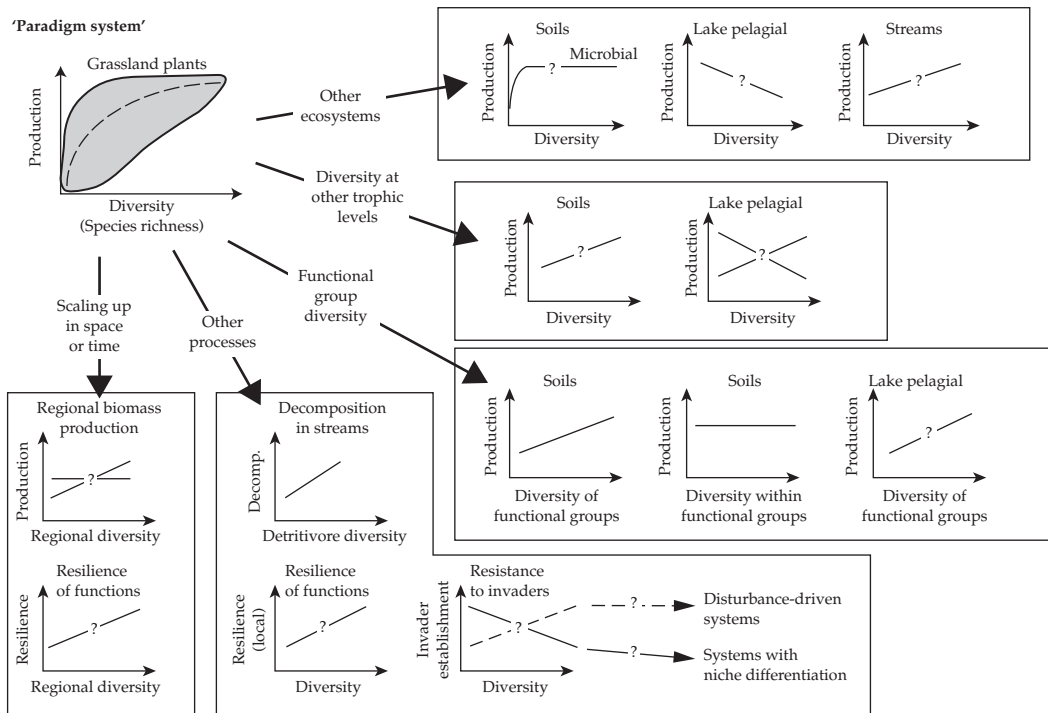 'Paradigm system'
Grassland plants
Production
Diversity
(Species richness)
Other
ecosystems
Soils
Microbial
?
Production
Diversity
Lake pelagial
?
Production
Diversity
Streams
?
Production
Diversity
Diversity at
other trophic
levels
Soils
?
Production
Diversity
Lake pelagial
?
Production
Diversity
Functional
group
diversity
Soils
Production
Diversity of
functional groups
Soils
Production
Diversity within
functional groups
Lake pelagial
?
Production
Diversity of
functional groups
Scaling up
in space
or time
Regional biomass
production
?
Production
Regional diversity
Resilience
of functions
?
Resilience
Regional diversity
Other
processes
Decomposition
in streams
Decomp.
Detritivore diversity
Resilience
of functions
?
Resilience
(local)
Diversity
Resistance
to invaders
?
Invader
establishment
Diversity
?
Disturbance-driven
systems
?
Systems with
niche differentiation